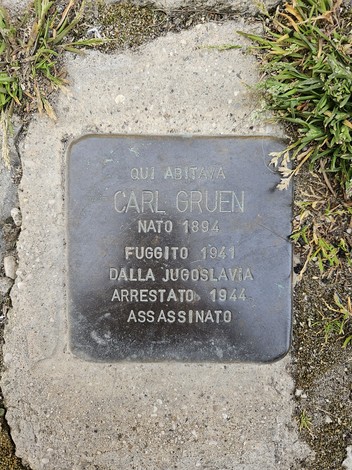 QUI ABITAVA
CARL GRUEN
NATO 1894
FUGGITO 1941
DALLA JUGOSLAVIA
ARRESTATO 1944
ASSASSINATO